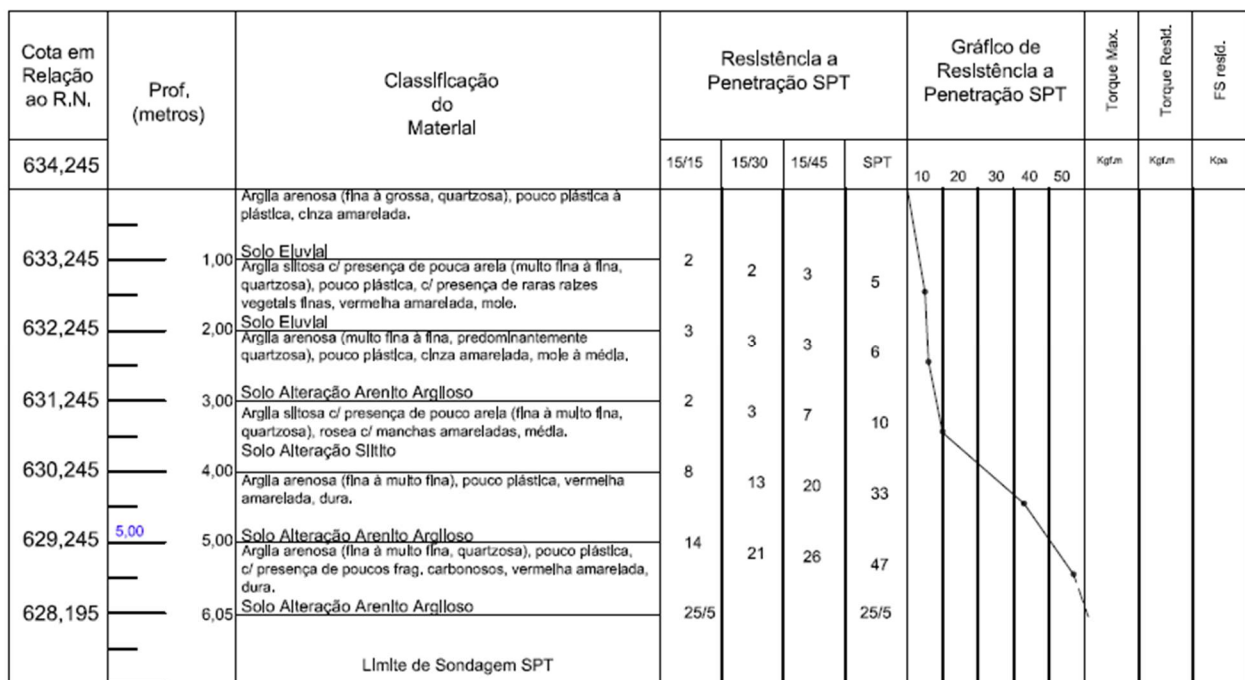 Cota em
Relação
ao R.N.
Prof.
(metros)
Classificação
do
Material
Resistência a
Penetração SPT
Gráfico de
Resistência a
Penetração SPT
Torque Max.
Torque Resid.
FS resid.
634,245
15/15 15/30 15/45 SPT
10 20 30 40 50
Kgf.m Kgf.m Kpa
Argila arenosa (fina à grossa, quartzosa), pouco plástica à
plástica, cinza amarelada.
Solo Eluvial
633,245 1,00 2 2 3 5
Argila siltosa c/ presença de pouca areia (muito fina à fina,
quartzosa), pouco plástica, c/ presença de raras raizes
vegetais finas, vermelha amarelada, mole.
Solo Eluvial
632,245 2,00 3 3 3 6
Argila arenosa (muito fina à fina, predominantemente
quartzosa), pouco plástica, cinza amarelada, mole à média.
Solo Alteração Arenito Argiloso
631,245 3,00 2 3 7 10
Argila siltosa c/ presença de pouco areia (fina à muito fina,
quartzosa), rosea c/ manchas amareladas, média.
Solo Alteração Siltito
630,245 4,00 8 13 20 33
Argila arenosa (fina à muito fina), pouco plástica, vermelha
amarelada, dura.
Solo Alteração Arenito Argiloso
629,245 5,00 5,00 14 21 26 47
Argila arenosa (fina à muito fina, quartzosa), pouco plástica,
c/ presença de poucos frag. carbonosos, vermelha amarelada,
dura.
Solo Alteração Arenito Argiloso
628,195 6,05 25/5 25/5
Limite de Sondagem SPT